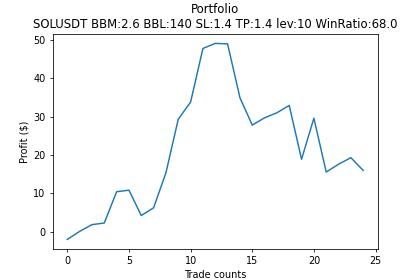 Portfolio
SOLUSDT BBM:2.6 BBL:140 SL:1.4 TP:1.4 lev:10 WinRatio:68.0
50
40
30
20
10
0
Profit ($)
0 5 10 15 20 25
Trade counts